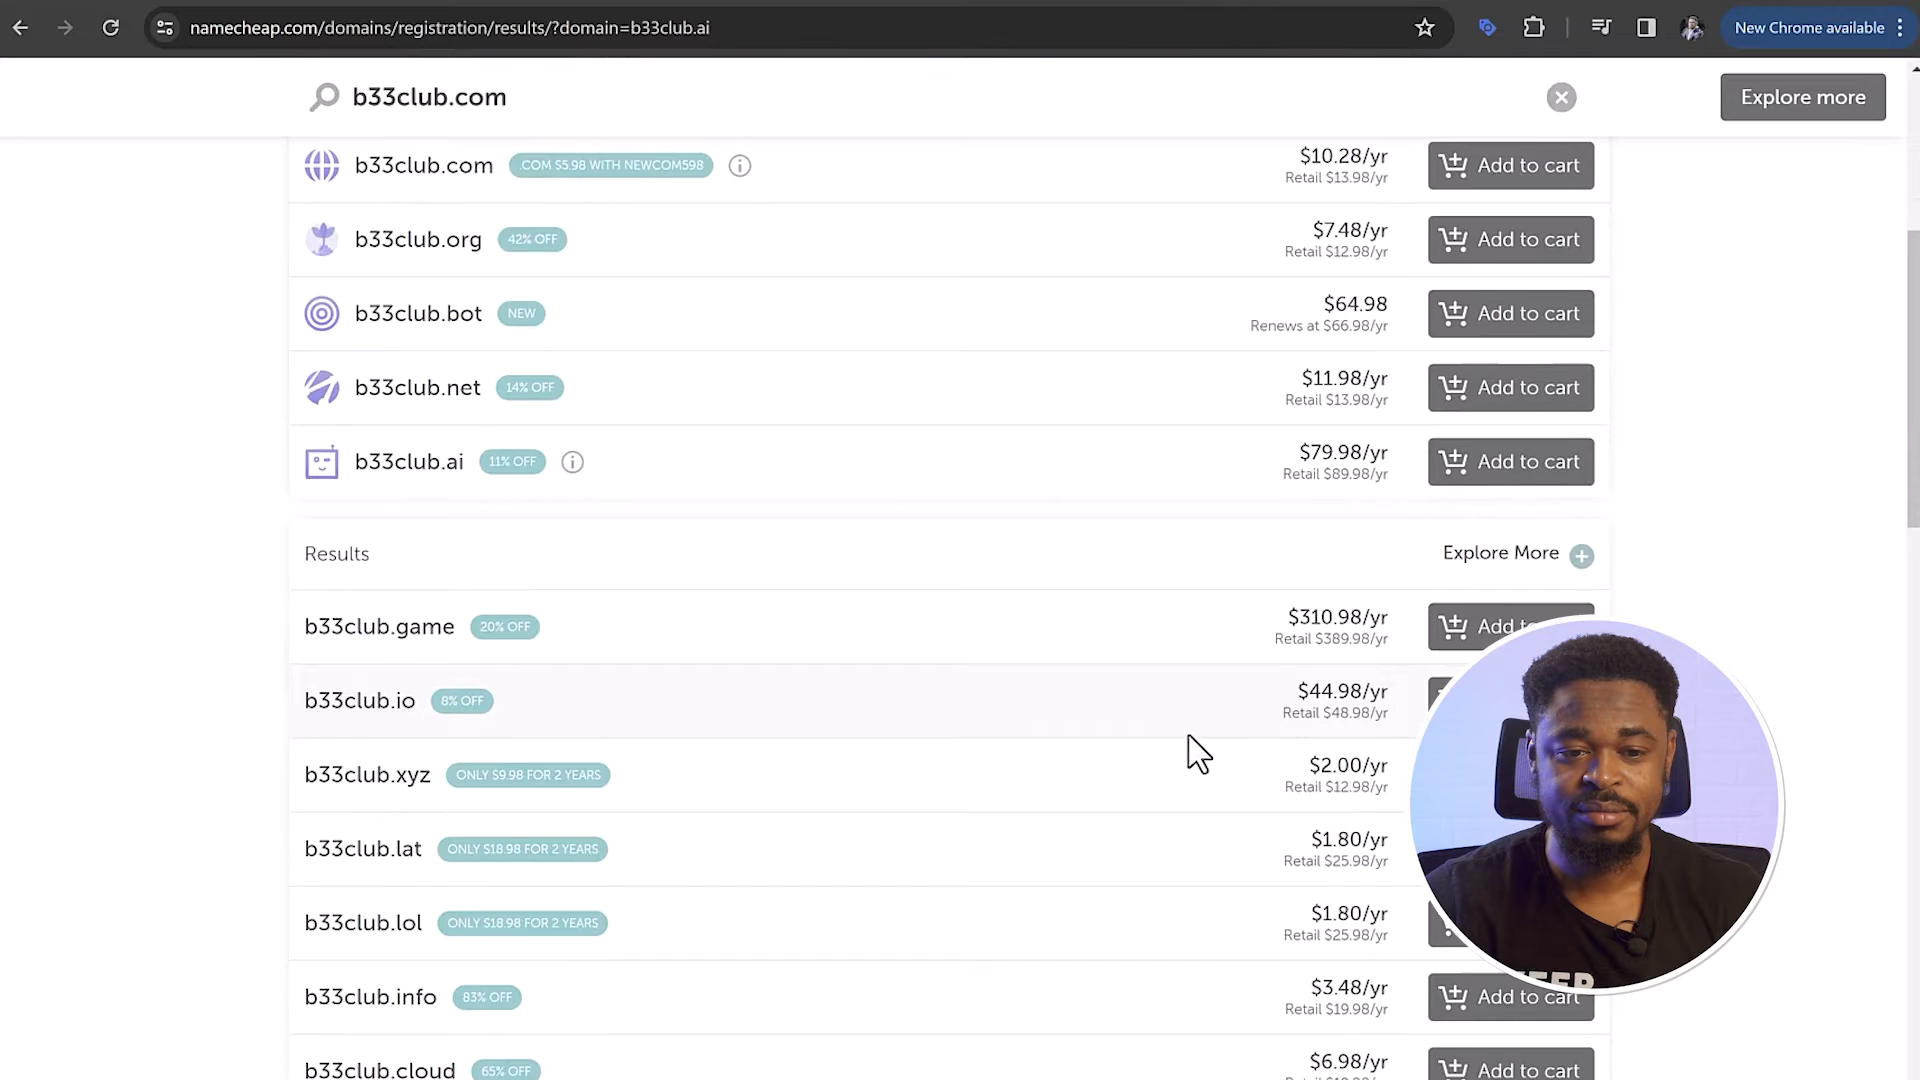 namecheap.com/domains/registration/results/?domain=b33club.ai
New Chrome available
b33club.com
Explore more
b33club.com .COM $5.98 WITH NEWCOM598 $10.28/yr Add to cart
Retail $13.98/yr
b33club.org 42% OFF $7.48/yr Add to cart
Retail $12.98/yr
b33club.bot NEW $64.98 Add to cart
Renews at $66.98/yr
b33club.net 14% OFF $11.98/yr Add to cart
Retail $13.98/yr
b33club.ai 11% OFF $79.98/yr Add to cart
Retail $89.98/yr
Results Explore More
b33club.game 20% OFF $310.98/yr Add
Retail $389.98/yr
b33club.io 8% OFF $44.98/yr
Retail $48.98/yr
b33club.xyz ONLY $9.98 FOR 2 YEARS $2.00/yr
Retail $12.98/yr
b33club.lat ONLY $18.98 FOR 2 YEARS $1.80/yr
Retail $25.98/yr
b33club.lol ONLY $18.98 FOR 2 YEARS $1.80/yr
Retail $25.98/yr
b33club.info 83% OFF $3.48/yr Add to cart
Retail $19.98/yr
b33club.cloud 65% OFF $6.98/yr Add to cart